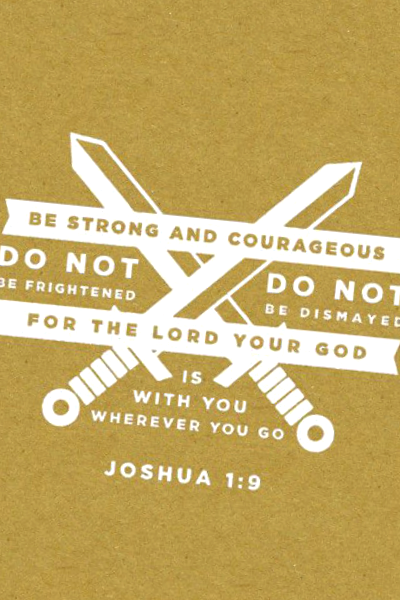 BE STRONG AND COURAGEOUS
DO NOT
BE FRIGHTENED
DO NOT
BE DISMAYED
FOR THE LORD YOUR GOD
IS
WITH YOU
WHEREVER YOU GO
JOSHUA 1:9